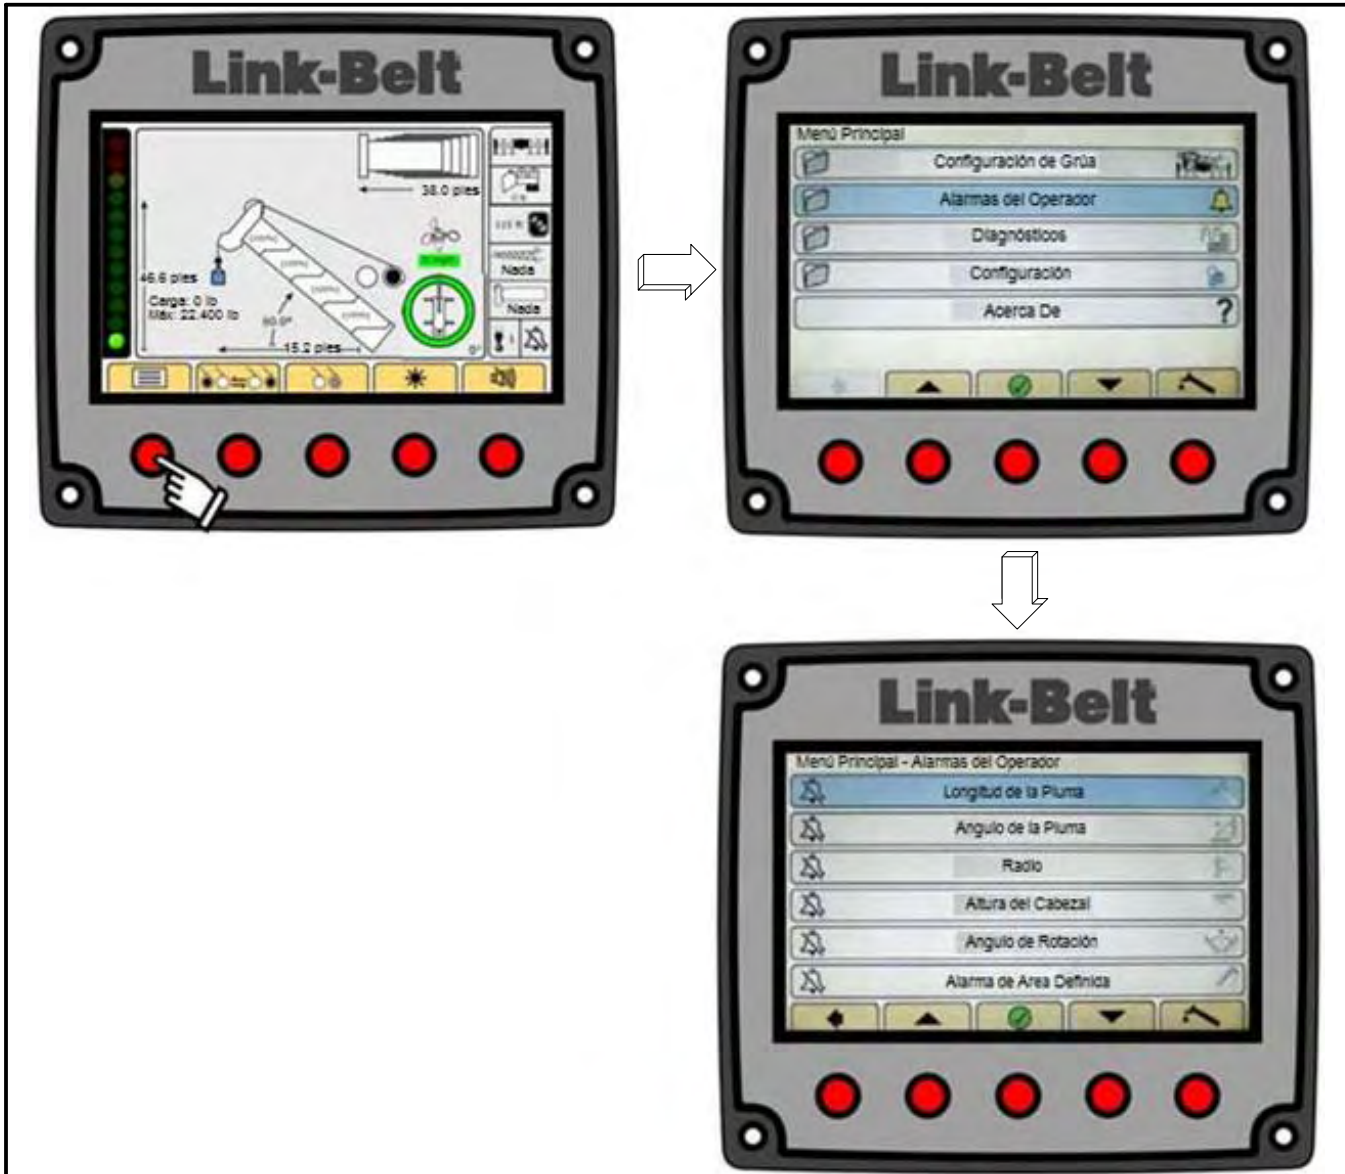 Link-Belt
38.0 pies
46.6 pies
Carga: 0 lb
Máx: 22.400 lb
60.0°
15.2 pies
0°
Nada
Nada
Link-Belt
Menú Principal
Configuración de Grúa
Alarmas del Operador
Diagnósticos
Configuración
Acerca De
?
Link-Belt
Menú Principal - Alarmas del Operador
Longitud de la Pluma
Angulo de la Pluma
Radio
Altura del Cabezal
Angulo de Rotación
Alarma de Area Definida